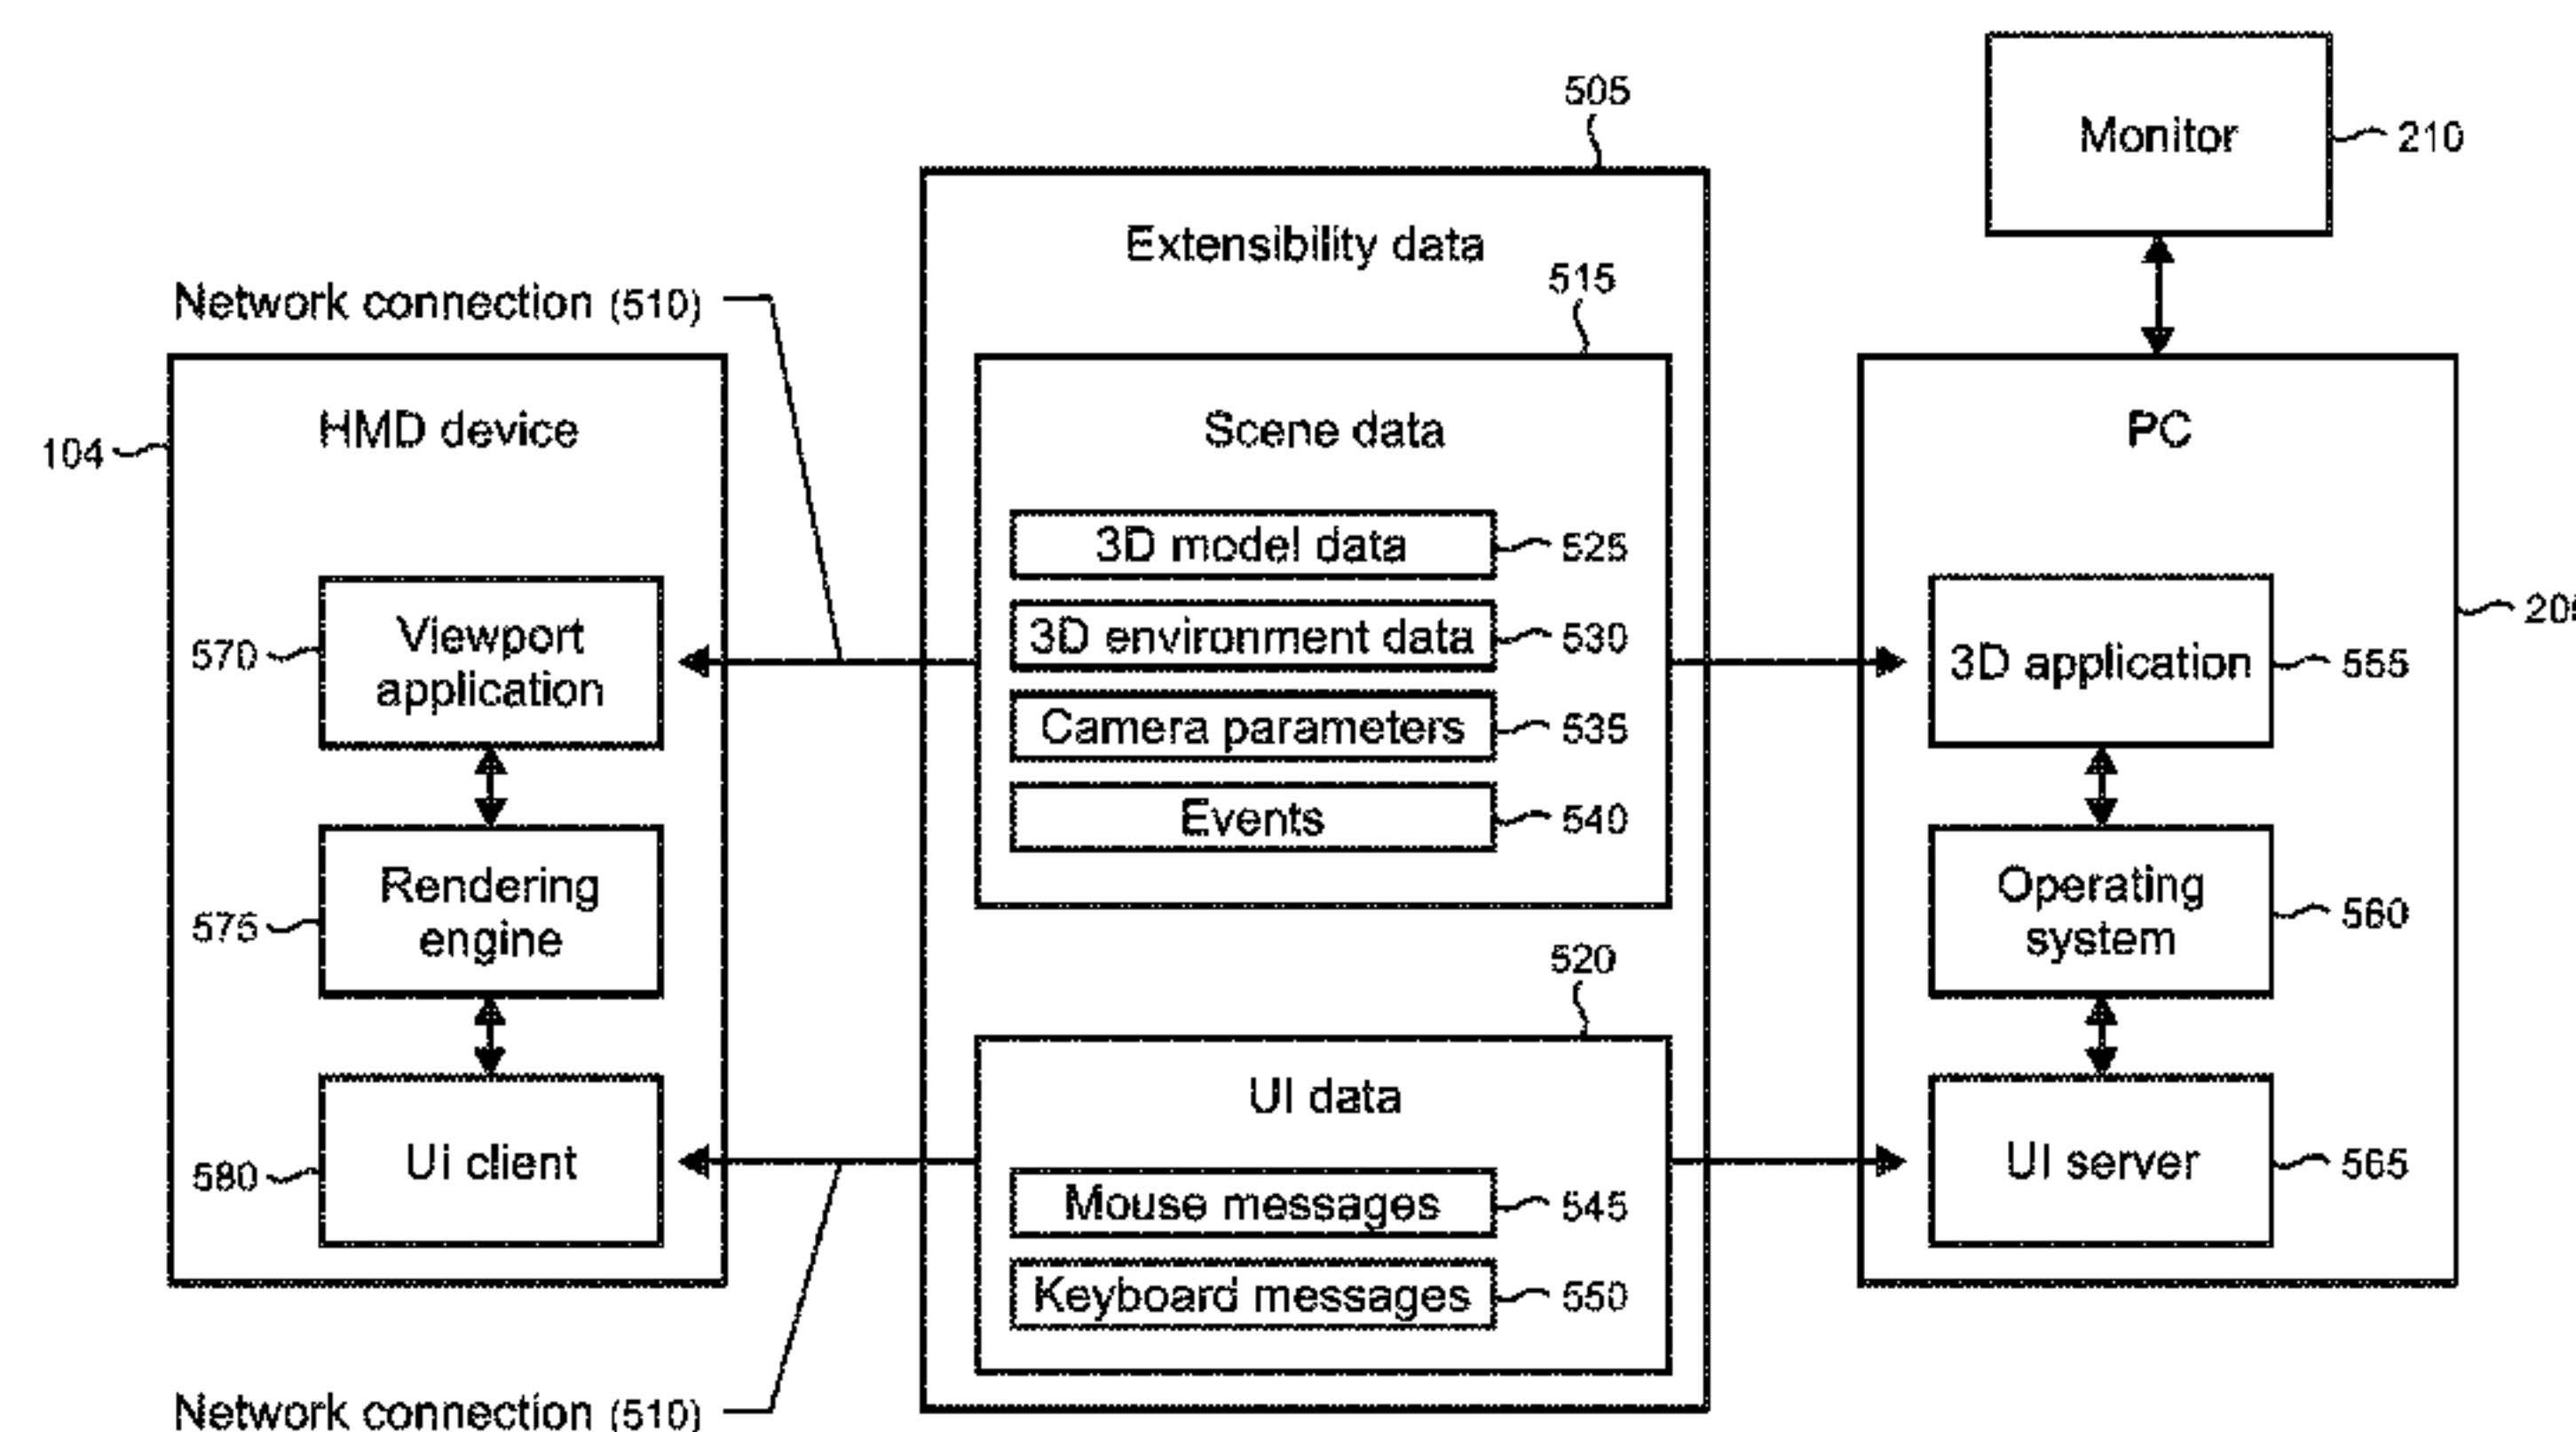 505
Monitor
210
Extensibility data
515
Network connection (510)
HMD device
104
Scene data
PC
3D model data
525
Viewport
application
570
3D environment data
530
3D application
555
Camera parameters
535
Events
540
Rendering
engine
575
Operating
system
560
520
UI data
Ui client
580
Mouse messages
545
UI server
565
Keyboard messages
550
Network connection (510)